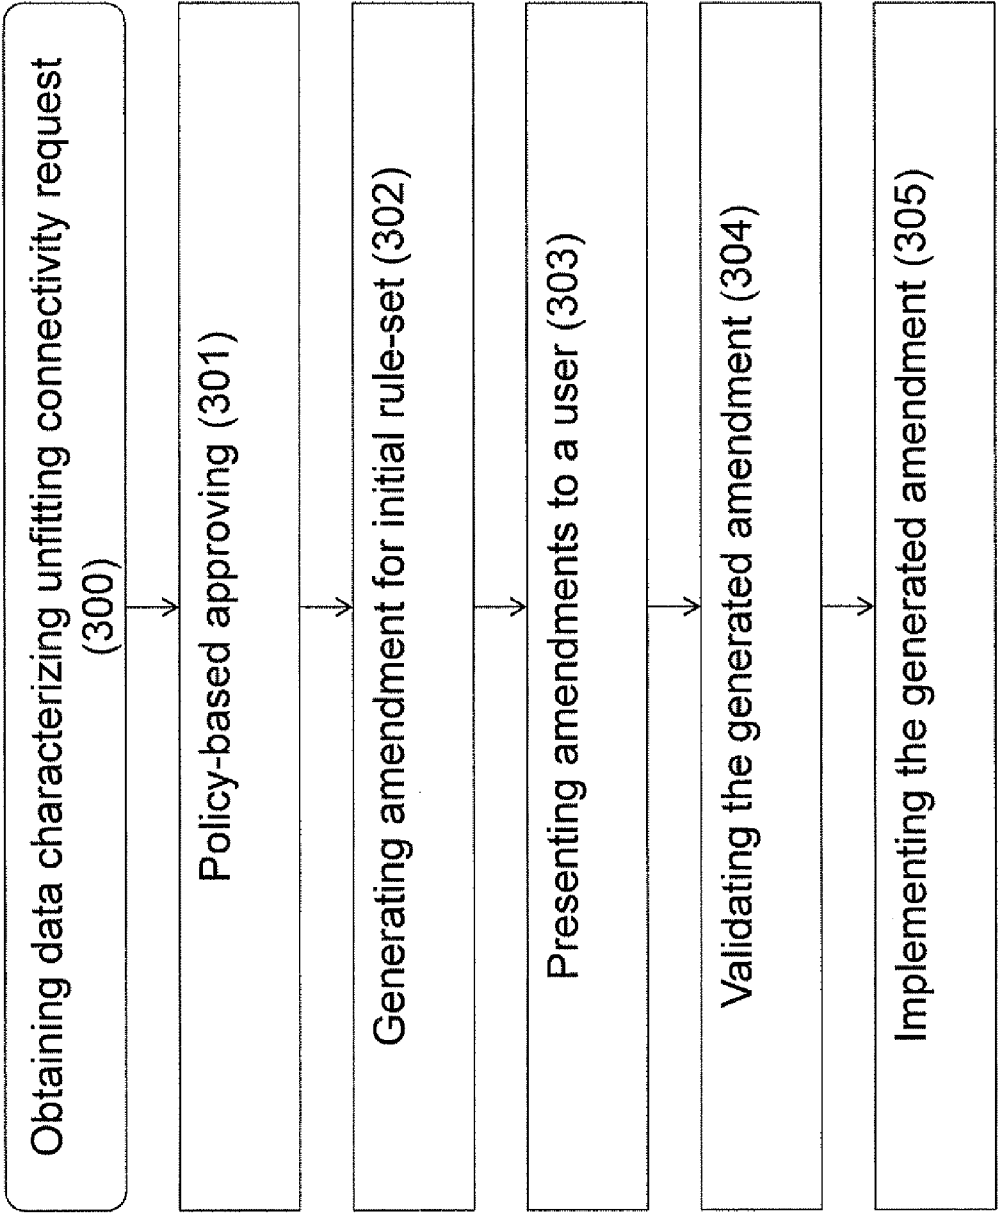 Obtaining data characterizing unfitting connectivity request
(300)
Policy-based approving (301)
Generating amendment for initial rule-set (302)
Presenting amendments to a user (303)
Validating the generated amendment (304)
Implementing the generated amendment (305)